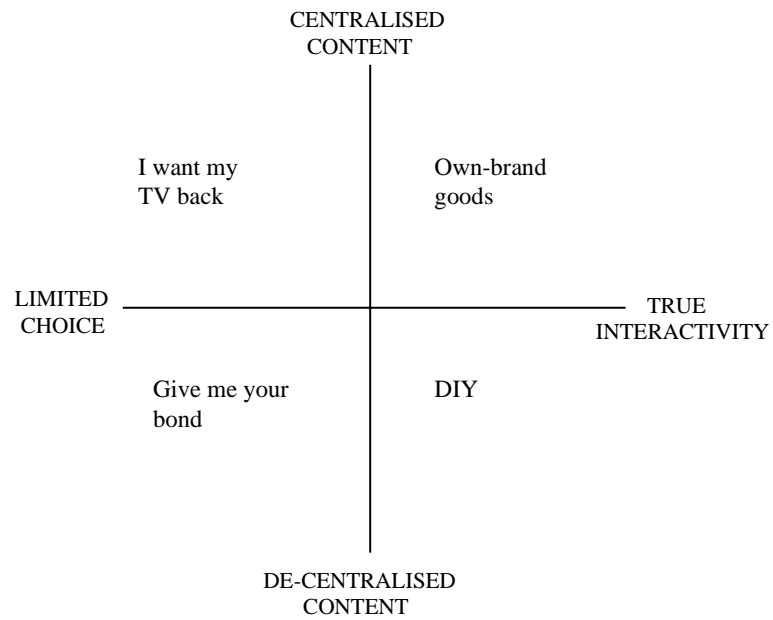 CENTRALISED
CONTENT
I want my
TV back
Own-brand
goods
LIMITED
CHOICE
TRUE
INTERACTIVITY
Give me your
bond
DIY
DE-CENTRALISED
CONTENT